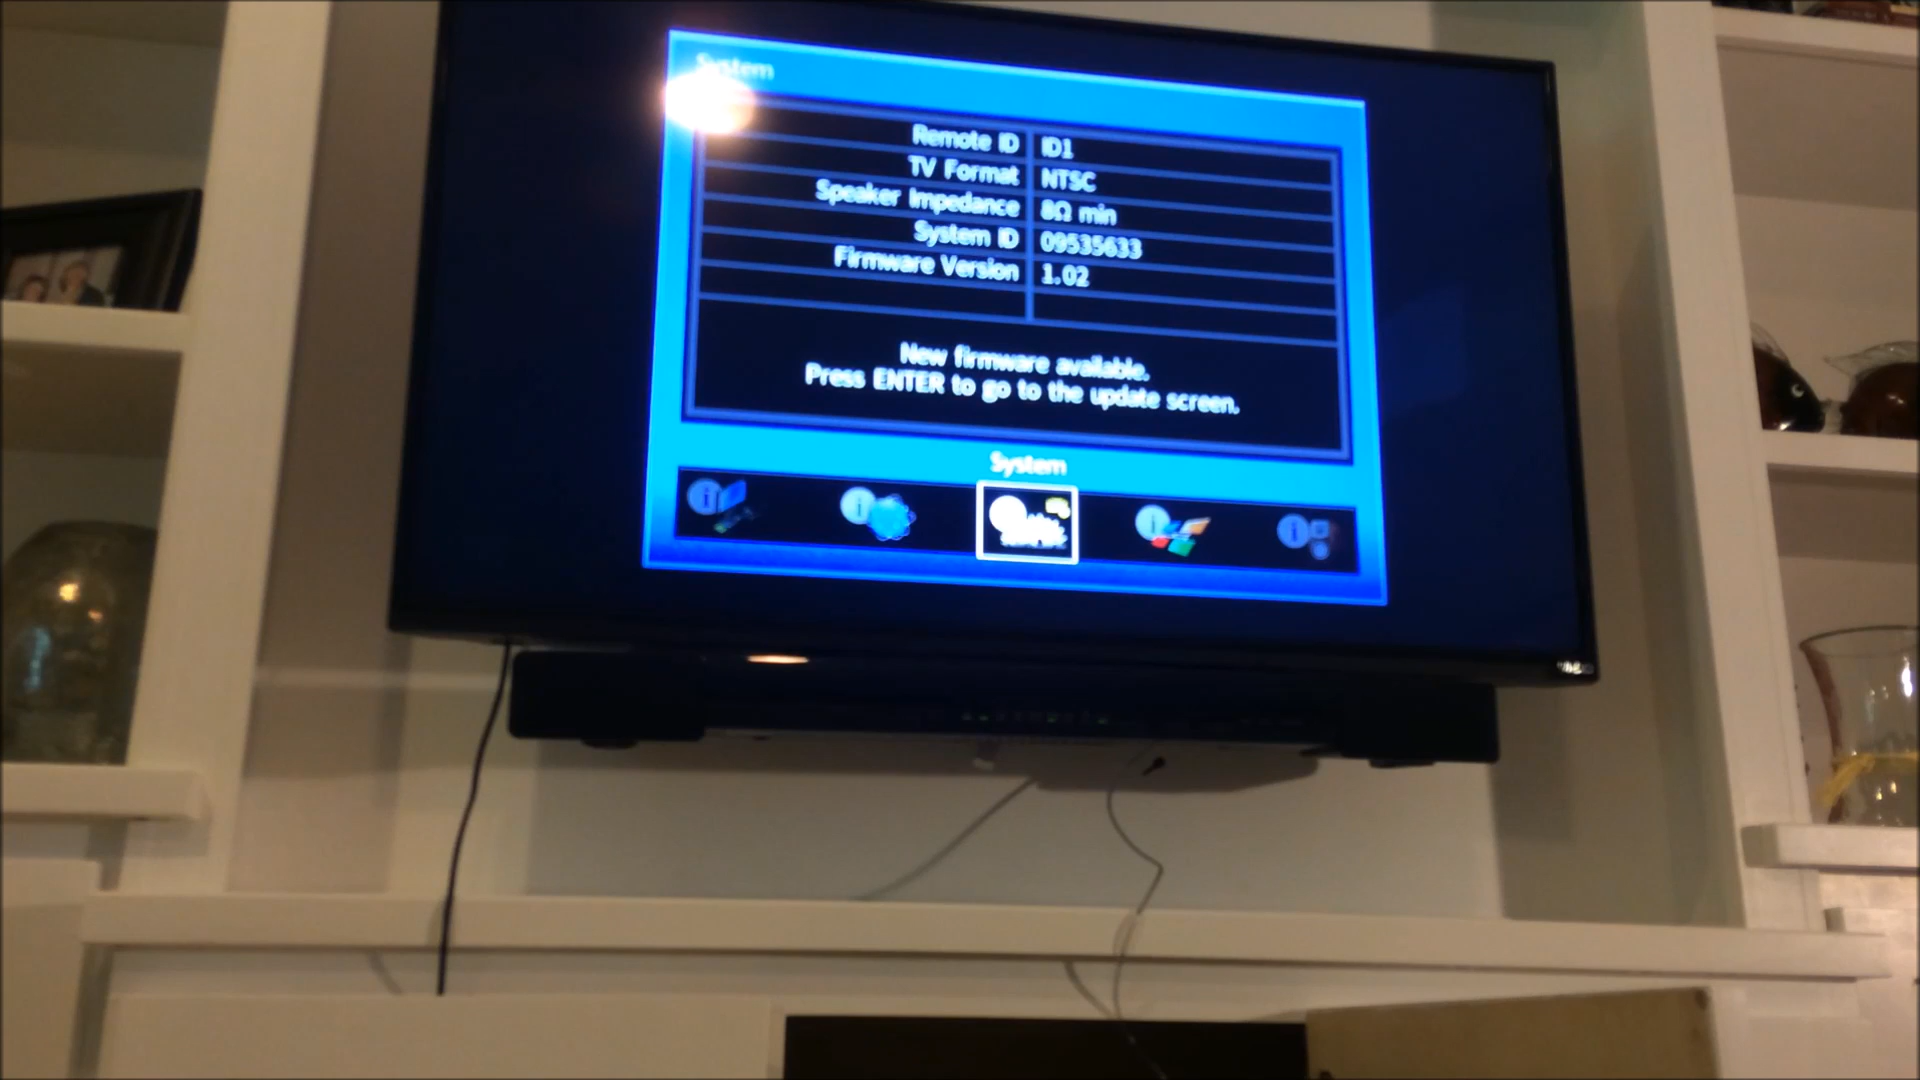 System
Remote ID ID1
TV Format NTSC
Speaker Impedance 8Ω min
System ID 09535633
Firmware Version 1.02
New firmware available.
Press ENTER to go to the update screen.
System